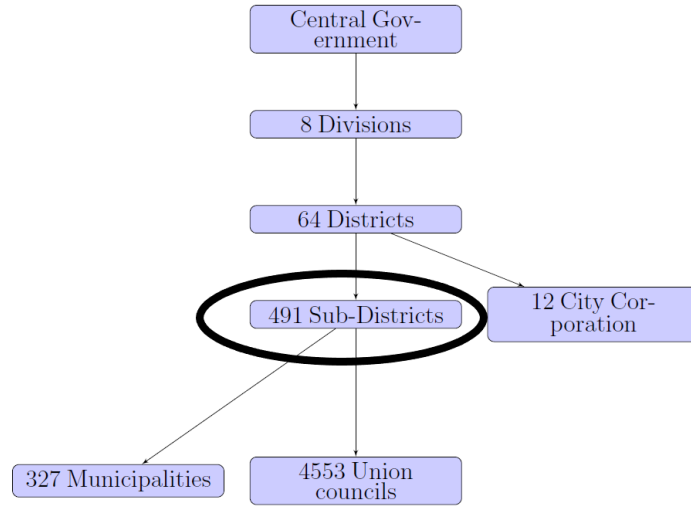 Central Gov-
ernment
8 Divisions
64 Districts
491 Sub-Districts
12 City Cor-
poration
327 Municipalities
4553 Union
councils